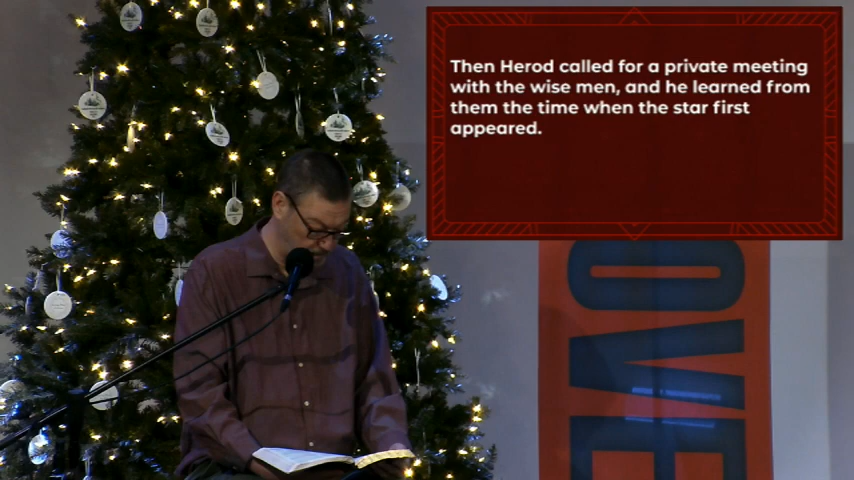 Then Herod called for a private meeting
with the wise men, and he learned from
them the time when the star first
appeared.
OVE